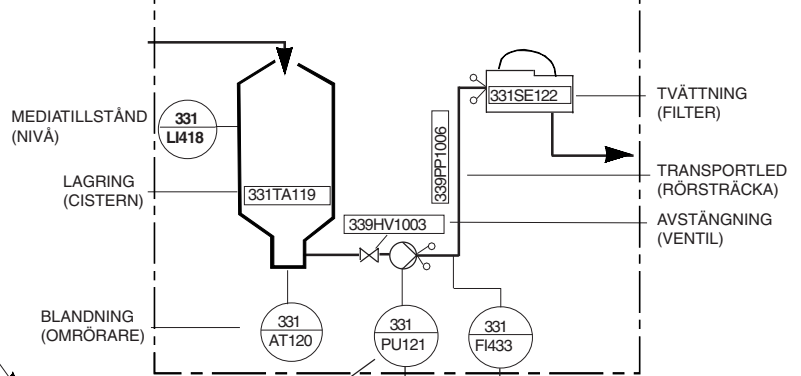 MEDIATILLSTÅND
(NIVÅ)
331
LI418
LAGRING
(CISTERN)
331TA119
BLANDNING
(OMRÖRARE)
331
AT120
339HV1003
331
PU121
331
FI433
339PP1006
331SE122
TVÄTTNING
(FILTER)
TRANSPORTLED
(RÖRSTRÄCKA)
AVSTÄNGNING
(VENTIL)